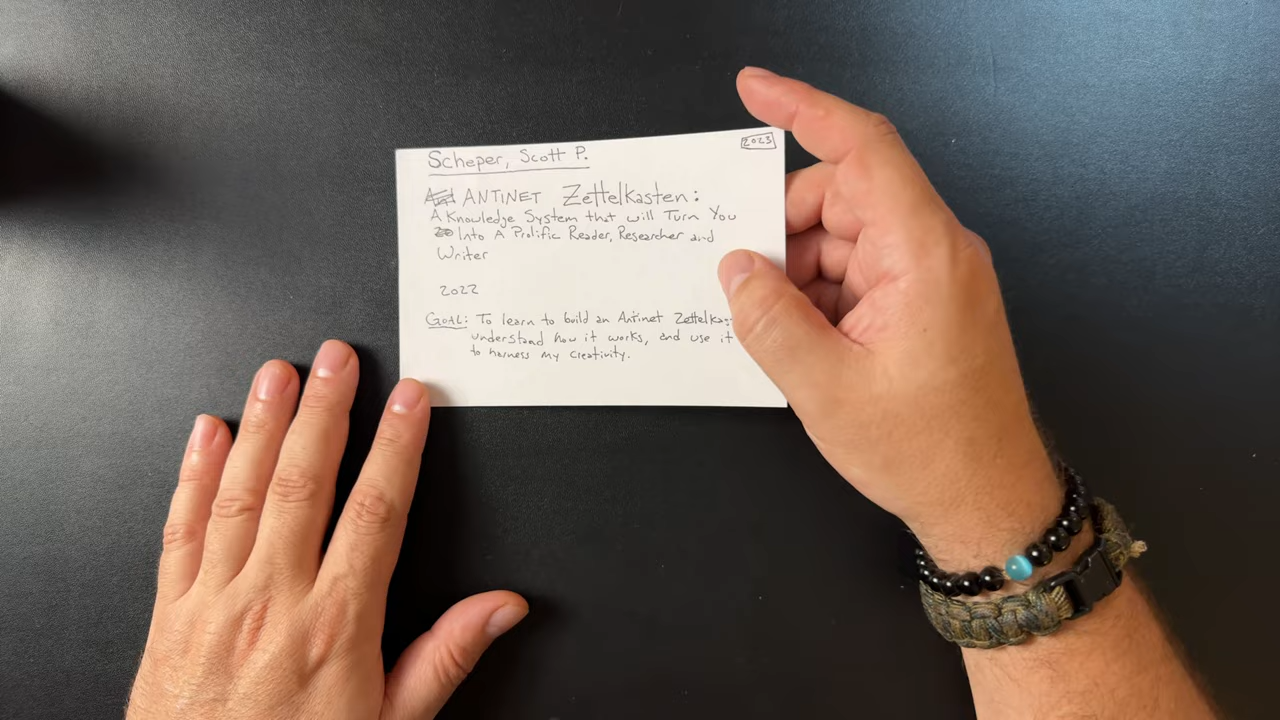 2023
Scheper, Scott P.
ANTINET Zettelkasten:
A Knowledge System that will Turn You
Into A Prolific Reader, Researcher and
Writer
2022
GOAL: To learn to build an Antinet Zettelkas
understand how it works, and use it
to harness my creativity.